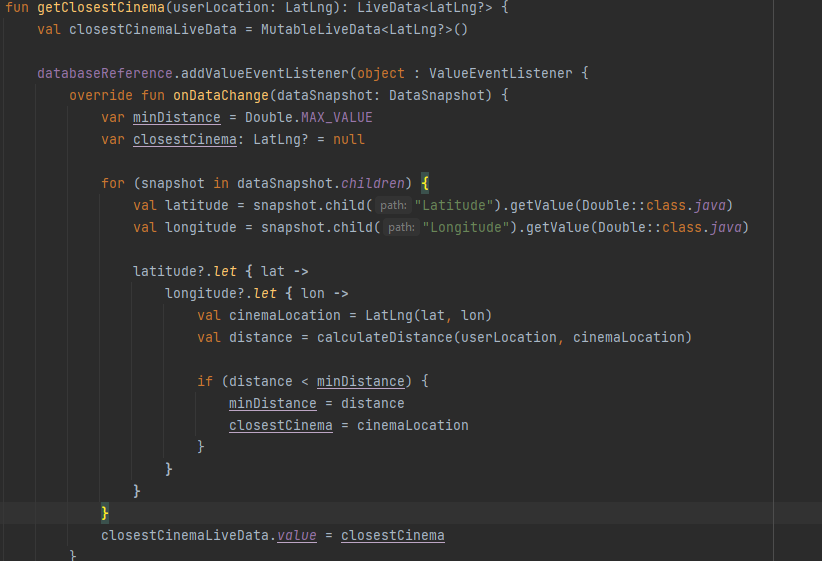 fun getClosestCinema(userLocation: LatLng): LiveData<LatLng?> {
val closestCinemaLiveData = MutableLiveData<LatLng?>()
databaseReference.addValueEventListener(object : ValueEventListener {
override fun onDataChange(dataSnapshot: DataSnapshot) {
var minDistance = Double.MAX_VALUE
var closestCinema: LatLng? = null
for (snapshot in dataSnapshot.children) {
val latitude = snapshot.child( path: "Latitude").getValue(Double::class.java)
val longitude = snapshot.child( path: "Longitude").getValue(Double::class.java)
latitude?.let { lat ->
longitude?.let { lon ->
val cinemaLocation = LatLng(lat, lon)
val distance = calculateDistance(userLocation, cinemaLocation)
if (distance < minDistance) {
minDistance = distance
closestCinema = cinemaLocation
}
}
}
}
closestCinemaLiveData.value = closestCinema
}